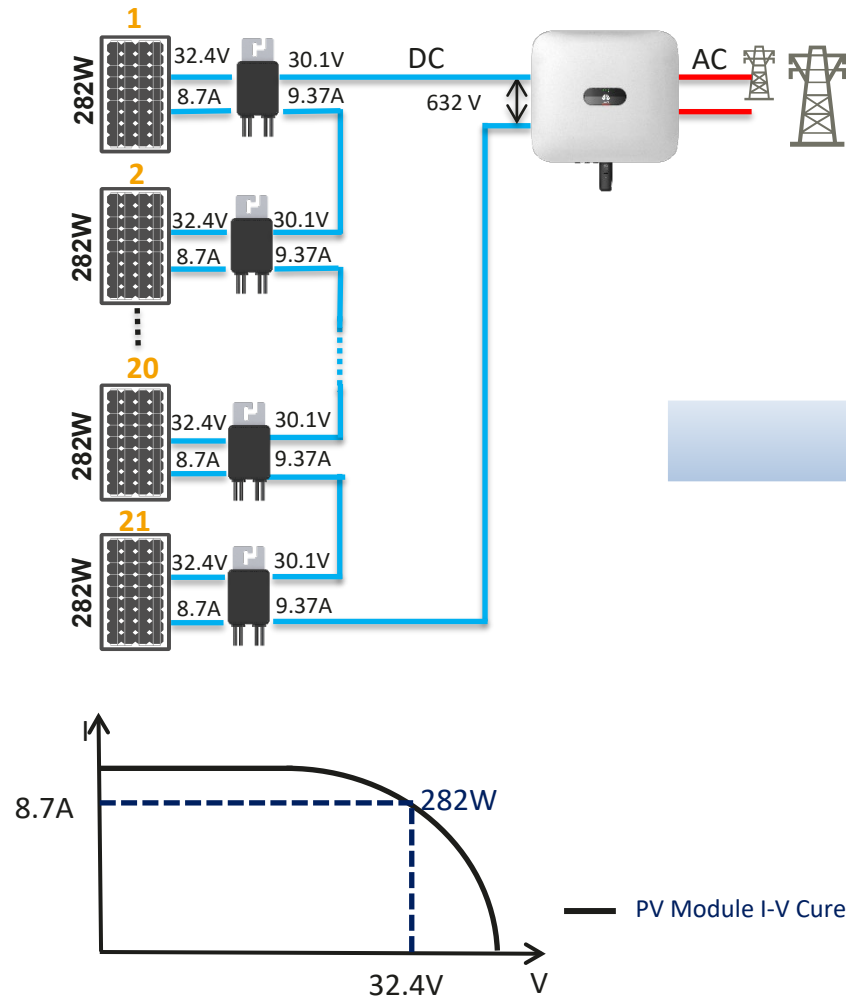 1
32.4V 30.1V DC AC
282W
8.7A 9.37A 632 V
2
32.4V 30.1V
282W
8.7A 9.37A
20
32.4V 30.1V
282W
8.7A 9.37A
21
32.4V 30.1V
282W
8.7A 9.37A
I
8.7A 282W
PV Module I-V Cure
32.4V V